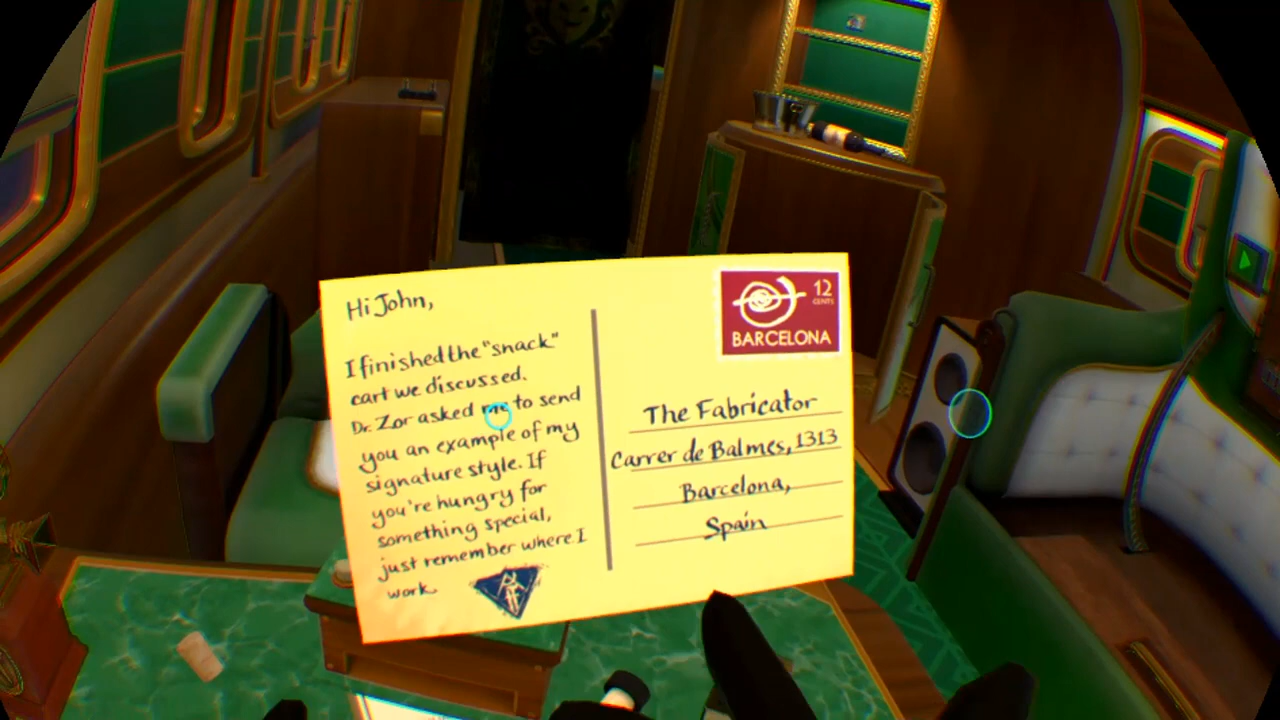 Hi John,
I finished the "snack"
cart we discussed.
Dr. Zor asked me to send
you an example of my
signature style. If
you're hungry for
something special,
just remember where I
work.
12
CENTS
BARCELONA
The Fabricator
Carrer de Balmes, 1313
Barcelona,
Spain